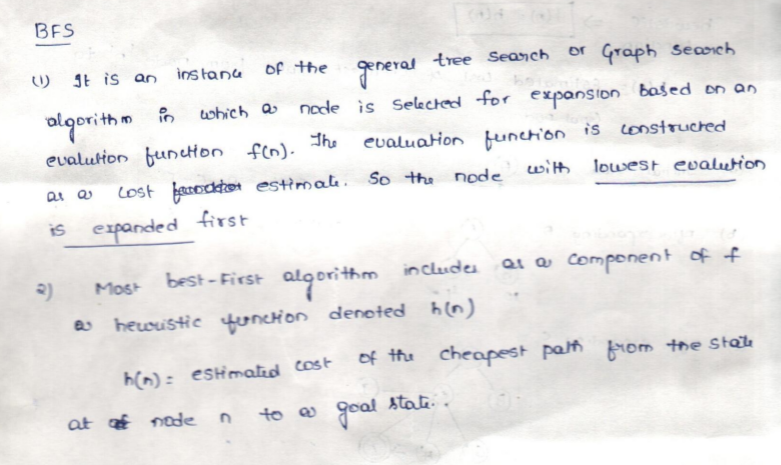 BFS
(1) It is an instance of the general tree search or Graph search
algorithm in which a node is selected for expansion based on an
evalution function f(n). The evaluation function is constructed
as a cost estimate. So the node with lowest evalution
is expanded first
2) Most best-First algorithm includes as a component of f
a heuristic function denoted h(n)
h(n) = estimated cost of the cheapest path from the state
at node n to a goal state.